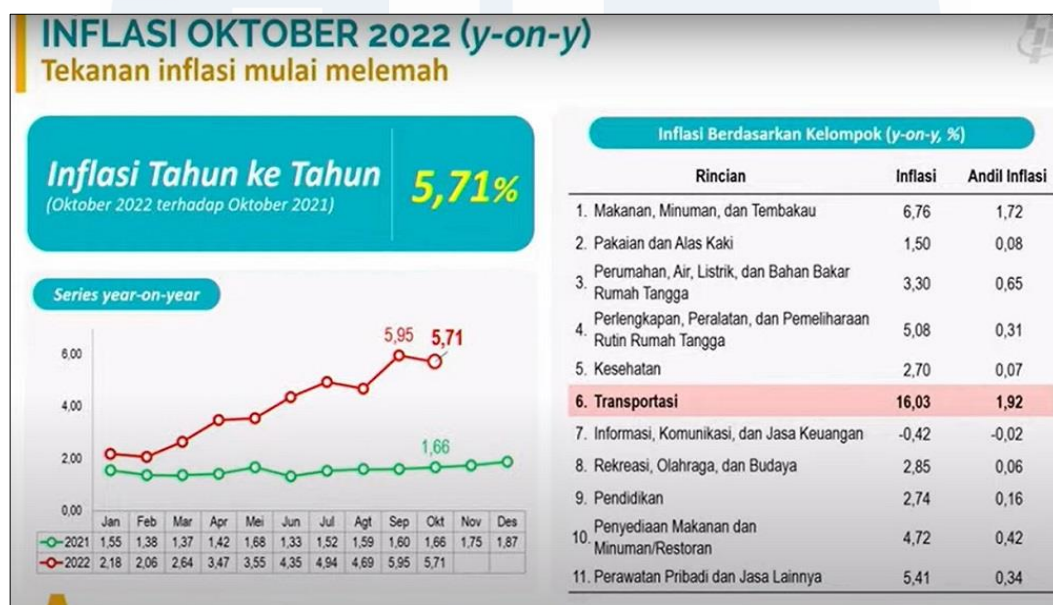 INFLASI OKTOBER 2022 (y-on-y)
Tekanan inflasi mulai melemah
Inflasi Tahun ke Tahun
(Oktober 2022 terhadap Oktober 2021)
5,71%
Series year-on-year
6,00
4,00
2,00
0,00
5,95 5,71
1,66
Jan Feb Mar Apr Mei Jun Jul Agt Sep Okt Nov Des
2021 1,55 1,38 1,37 1,42 1,68 1,33 1,52 1,59 1,60 1,66 1,75 1,87
2022 2,18 2,06 2,64 3,47 3,55 4,35 4,94 4,69 5,95 5,71
Inflasi Berdasarkan Kelompok (y-on-y, %)
Rincian Inflasi Andil Inflasi
1. Makanan, Minuman, dan Tembakau 6,76 1,72
2. Pakaian dan Alas Kaki 1,50 0,08
3. Perumahan, Air, Listrik, dan Bahan Bakar
Rumah Tangga 3,30 0,65
4. Perlengkapan, Peralatan, dan Pemeliharaan
Rutin Rumah Tangga 5,08 0,31
5. Kesehatan 2,70 0,07
6. Transportasi 16,03 1,92
7. Informasi, Komunikasi, dan Jasa Keuangan -0,42 -0,02
8. Rekreasi, Olahraga, dan Budaya 2,85 0,06
9. Pendidikan 2,74 0,16
10. Penyediaan Makanan dan
Minuman/Restoran 4,72 0,42
11. Perawatan Pribadi dan Jasa Lainnya 5,41 0,34